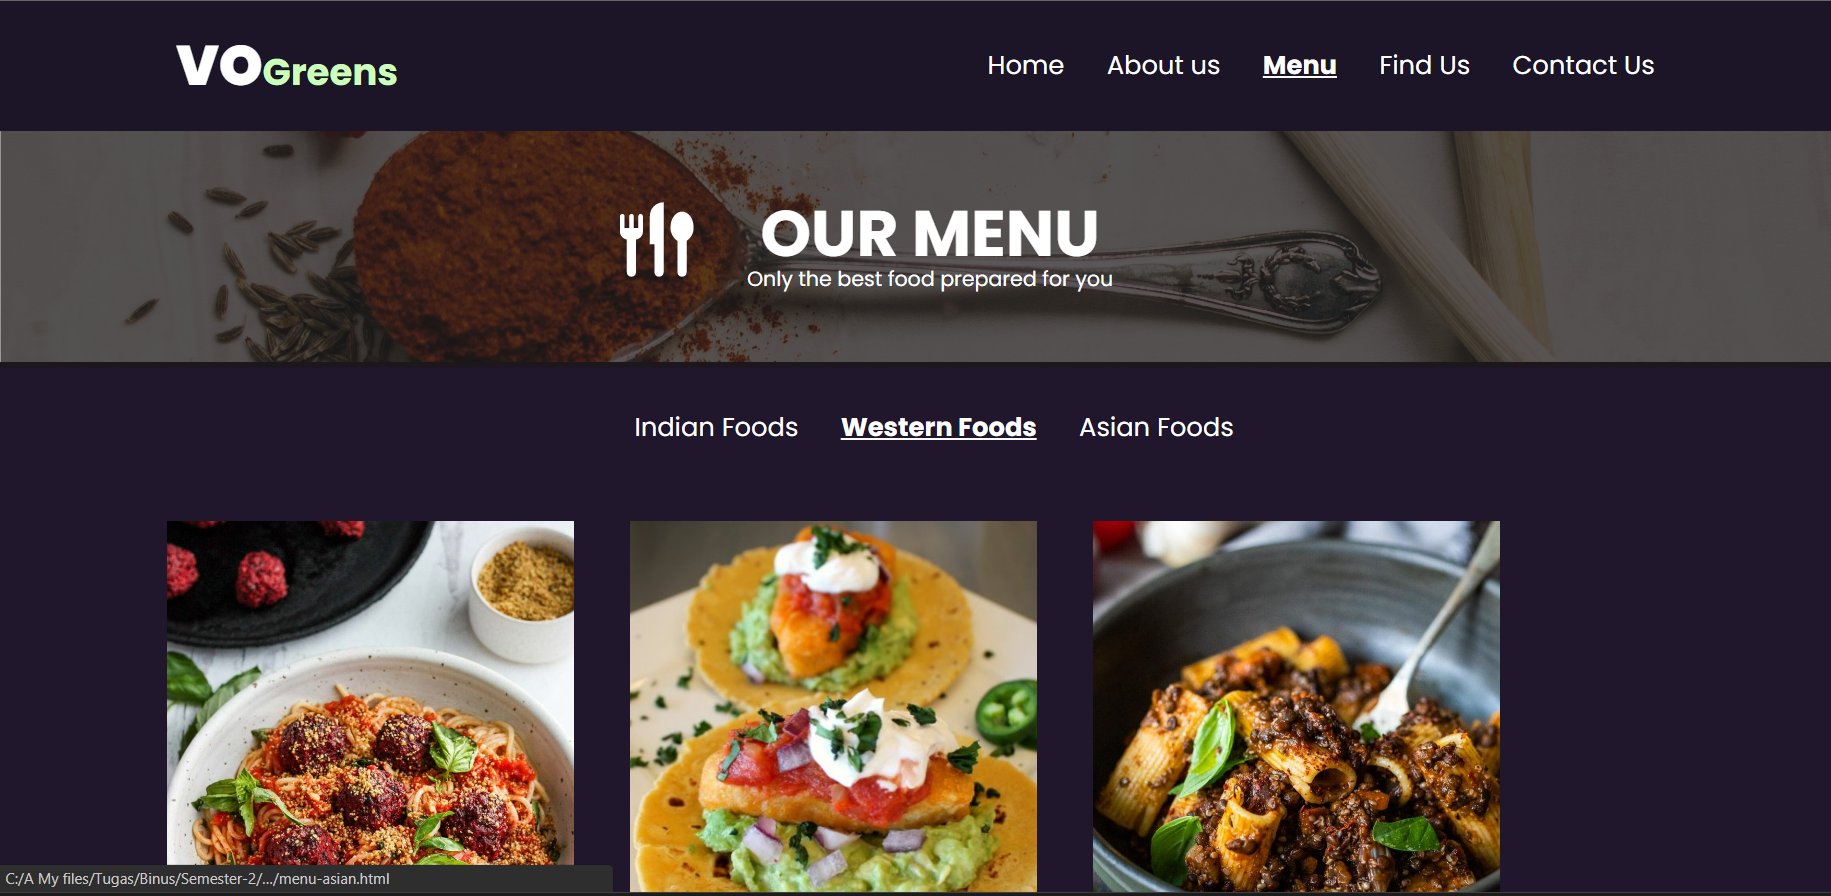 VOGreens
Home About us Menu Find Us Contact Us
OUR MENU
Only the best food prepared for you
Indian Foods Western Foods Asian Foods
C:/A My files/Tugas/Binus/Semester-2/.../menu-asian.html